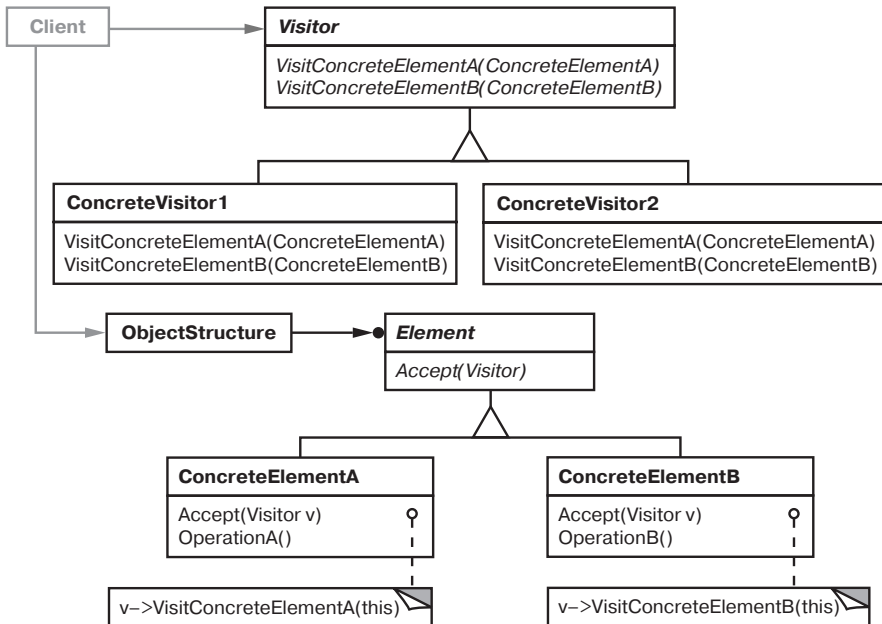 Client
Visitor
VisitConcreteElementA(ConcreteElementA)
VisitConcreteElementB(ConcreteElementB)
ConcreteVisitor1
VisitConcreteElementA(ConcreteElementA)
VisitConcreteElementB(ConcreteElementB)
ConcreteVisitor2
VisitConcreteElementA(ConcreteElementA)
VisitConcreteElementB(ConcreteElementB)
ObjectStructure
Element
Accept(Visitor)
ConcreteElementA
Accept(Visitor v)
OperationA()
ConcreteElementB
Accept(Visitor v)
OperationB()
v–>VisitConcreteElementA(this)
v–>VisitConcreteElementB(this)